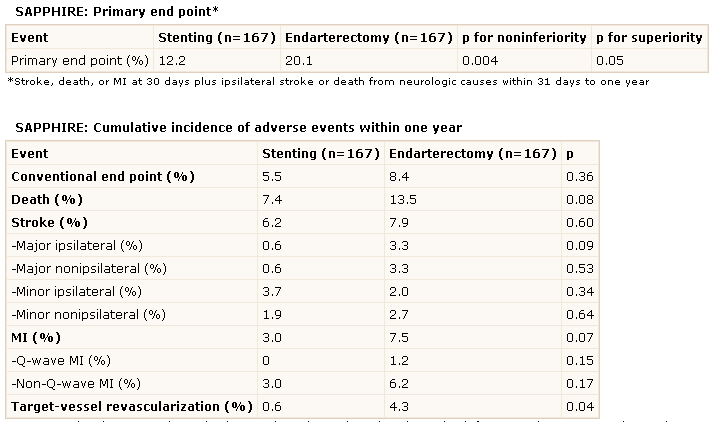 SAPPHIRE: Primary end point*
Event Stenting (n=167) Endarterectomy (n=167) p for noninferiority p for superiority
Primary end point (%) 12.2 20.1 0.004 0.05
*Stroke, death, or MI at 30 days plus ipsilateral stroke or death from neurologic causes within 31 days to one year
SAPPHIRE: Cumulative incidence of adverse events within one year
Event Stenting (n=167) Endarterectomy (n=167) p
Conventional end point (%) 5.5 8.4 0.36
Death (%) 7.4 13.5 0.08
Stroke (%) 6.2 7.9 0.60
-Major ipsilateral (%) 0.6 3.3 0.09
-Major nonipsilateral (%) 0.6 3.3 0.53
-Minor ipsilateral (%) 3.7 2.0 0.34
-Minor nonipsilateral (%) 1.9 2.7 0.64
MI (%) 3.0 7.5 0.07
-Q-wave MI (%) 0 1.2 0.15
-Non-Q-wave MI (%) 3.0 6.2 0.17
Target-vessel revascularization (%) 0.6 4.3 0.04